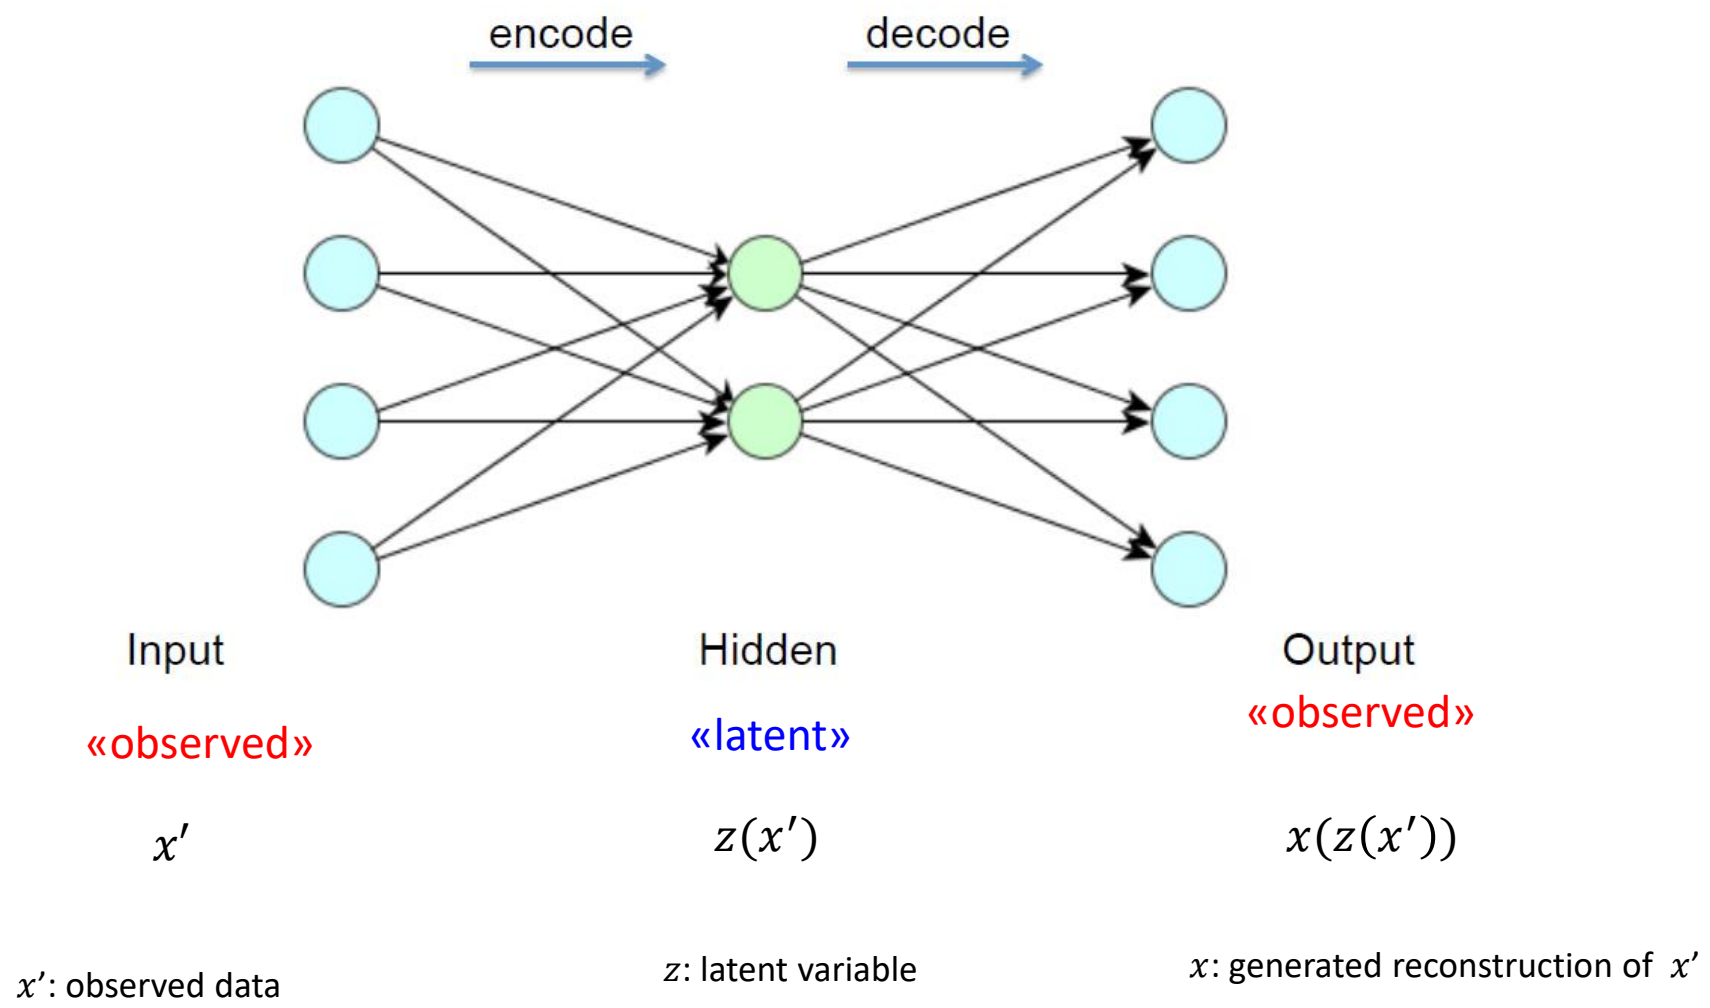 encode
decode
Input
Hidden
Output
«observed»
«latent»
«observed»
x′
z(x′)
x(z(x′))
x’: observed data
z: latent variable
x: generated reconstruction of x’